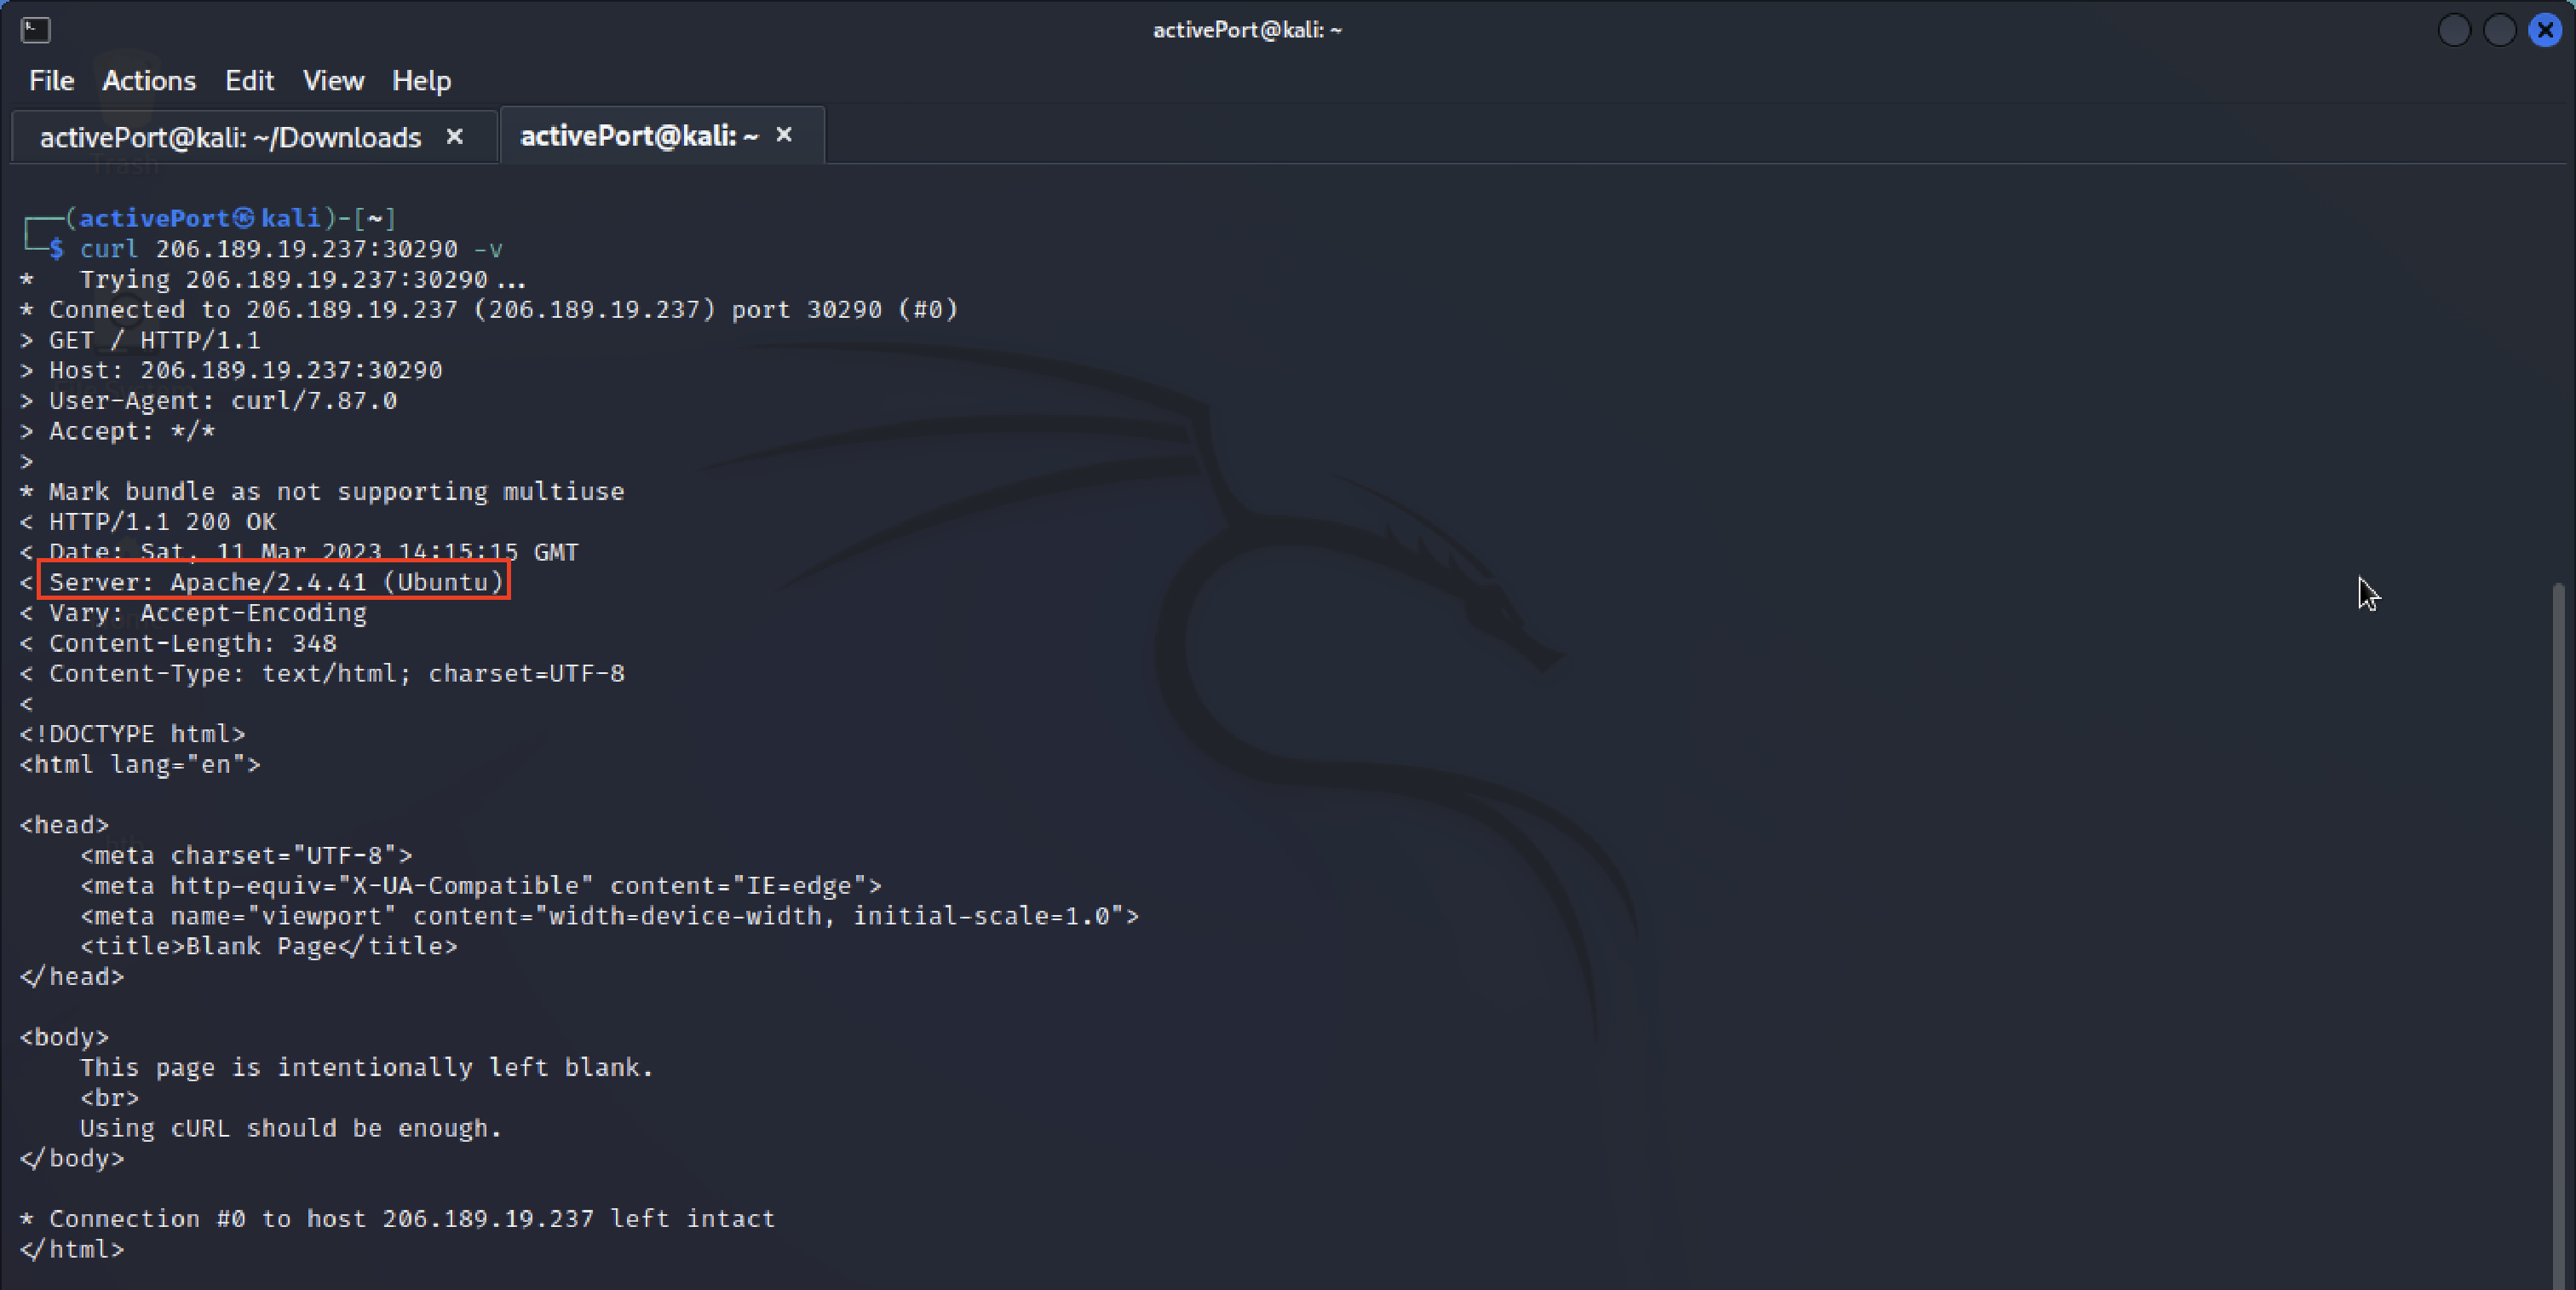 activePort@kali: ~
File Actions Edit View Help
activePort@kali: ~/Downloads × activePort@kali: ~ ×
Trash
┌──(activePort㉿kali)-[~]
└─$ curl 206.189.19.237:30290 -v
*   Trying 206.189.19.237:30290...
* Connected to 206.189.19.237 (206.189.19.237) port 30290 (#0)
> GET / HTTP/1.1
> Host: 206.189.19.237:30290
> User-Agent: curl/7.87.0
> Accept: */*
>
* Mark bundle as not supporting multiuse
< HTTP/1.1 200 OK
< Date: Sat, 11 Mar 2023 14:15:15 GMT
< Server: Apache/2.4.41 (Ubuntu)
< Vary: Accept-Encoding
< Content-Length: 348
< Content-Type: text/html; charset=UTF-8
<
<!DOCTYPE html>
<html lang="en">
<head>
    <meta charset="UTF-8">
    <meta http-equiv="X-UA-Compatible" content="IE=edge">
    <meta name="viewport" content="width=device-width, initial-scale=1.0">
    <title>Blank Page</title>
</head>
<body>
    This page is intentionally left blank.
    <br>
    Using cURL should be enough.
</body>
* Connection #0 to host 206.189.19.237 left intact
</html>